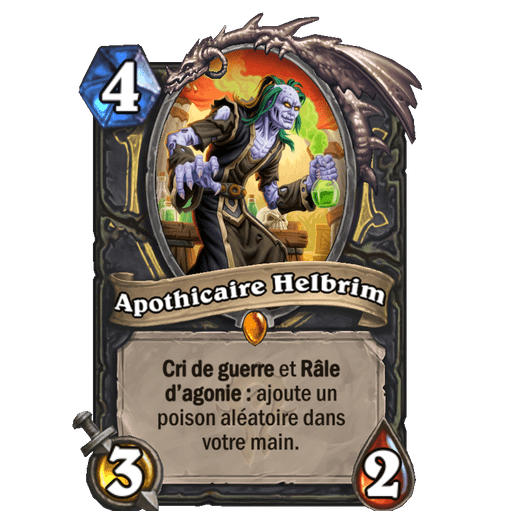 4
Apothicaire Helbrim
Cri de guerre et Râle
d'agonie : ajoute un
poison aléatoire dans
votre main.
3
2